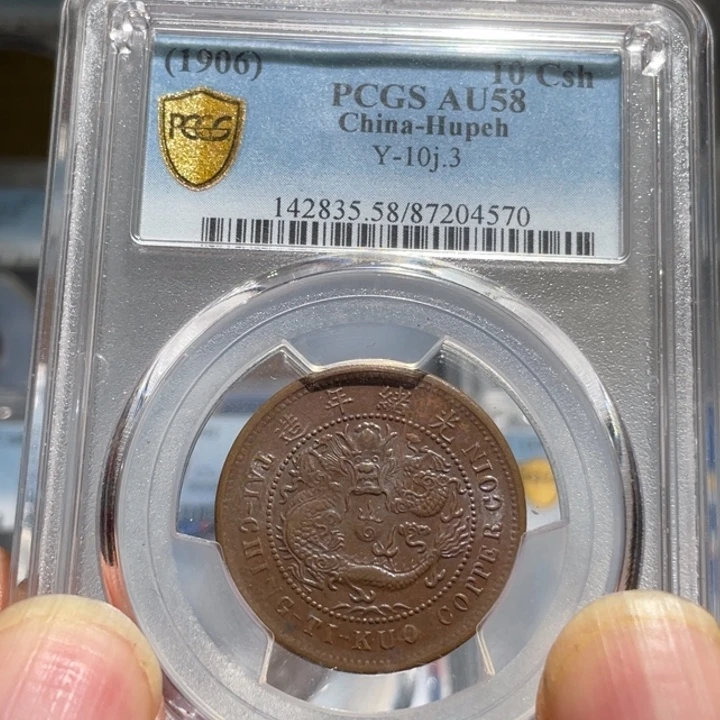 (1906) 10 Csh
PCGS AU58
PCGS
China-Hupeh
Y-10j.3
142835.58/87204570
造年緒光
TAI-CHING-TI-KUO COPPER COIN